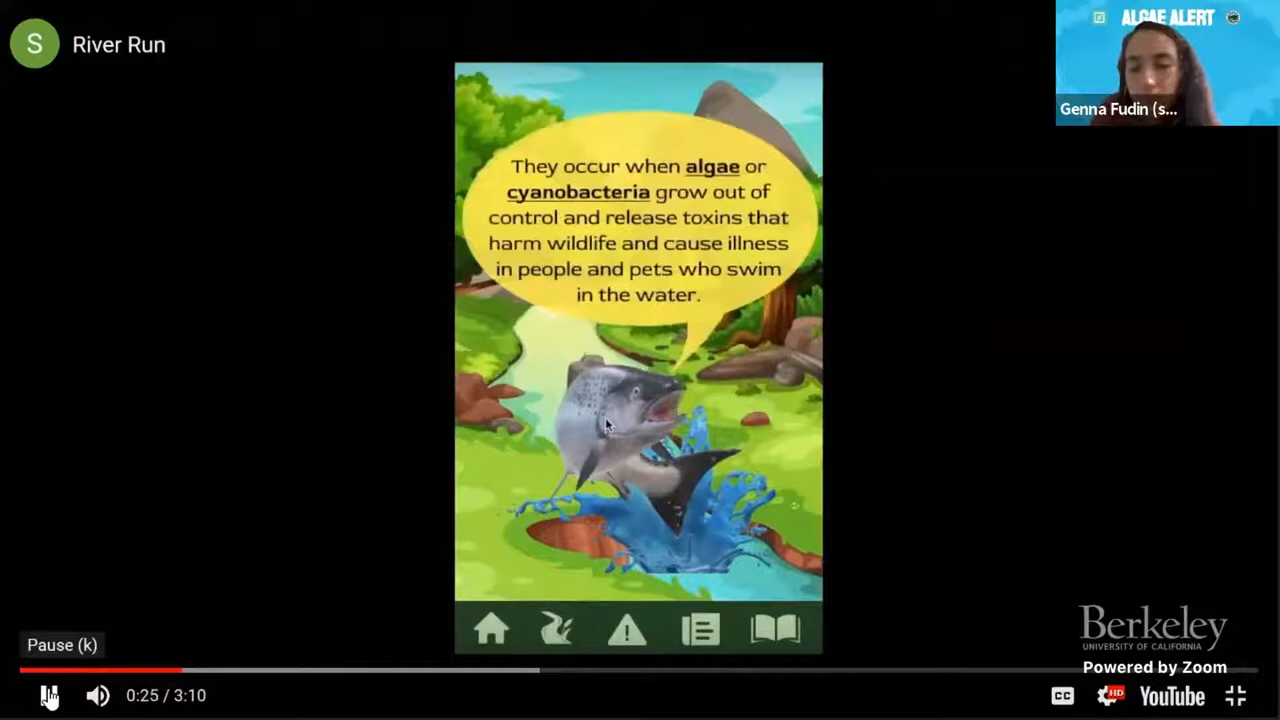 S
River Run
ALGAE ALERT
Genna Fudin (s...
They occur when algae or
cyanobacteria grow out of
control and release toxins that
harm wildlife and cause illness
in people and pets who swim
in the water.
Pause (k)
0:25 / 3:10
Berkeley
UNIVERSITY OF CALIFORNIA
Powered by Zoom
CC
HD
YouTube